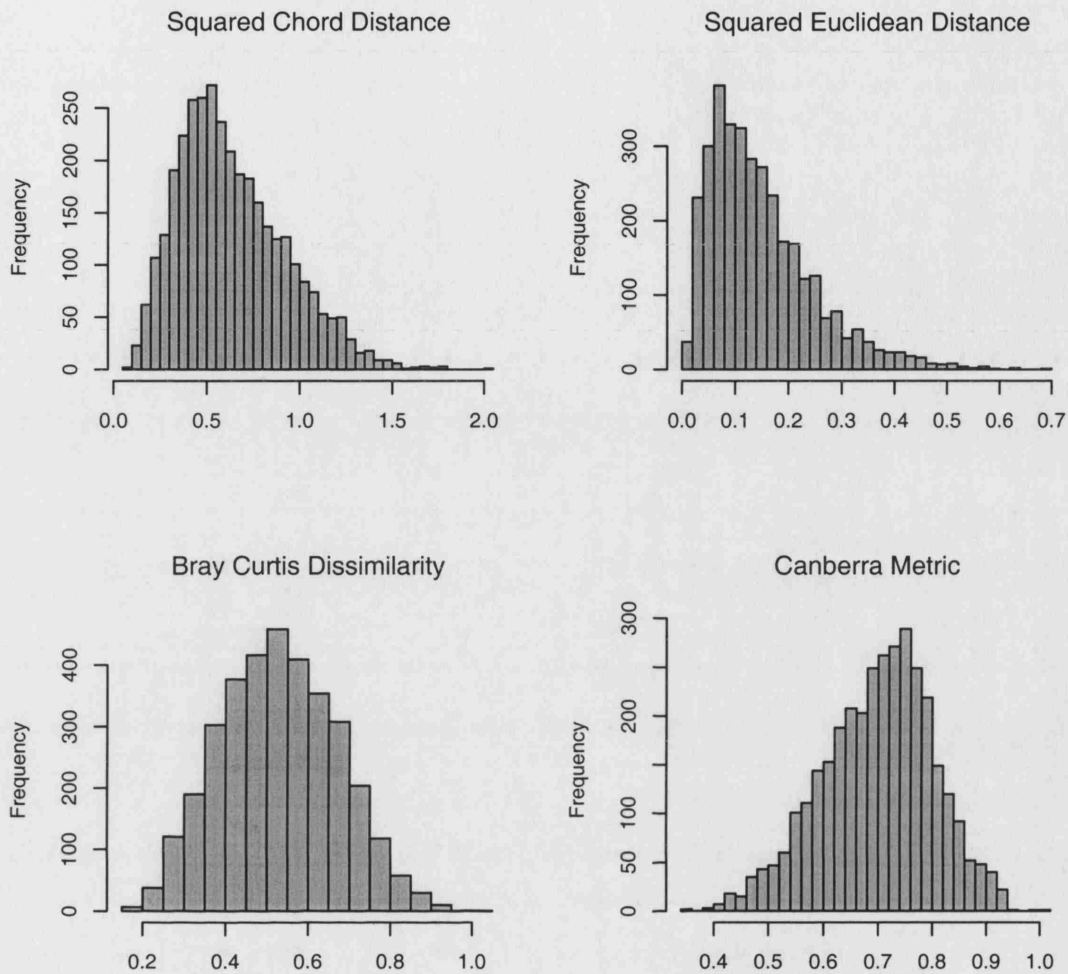 Squared Chord Distance
Frequency
0 50 100 150 200 250
0.0 0.5 1.0 1.5 2.0
Squared Euclidean Distance
Frequency
0 100 200 300
0.0 0.1 0.2 0.3 0.4 0.5 0.6 0.7
Bray Curtis Dissimilarity
Frequency
0 100 200 300 400
0.2 0.4 0.6 0.8 1.0
Canberra Metric
Frequency
0 50 100 200 300
0.4 0.5 0.6 0.7 0.8 0.9 1.0